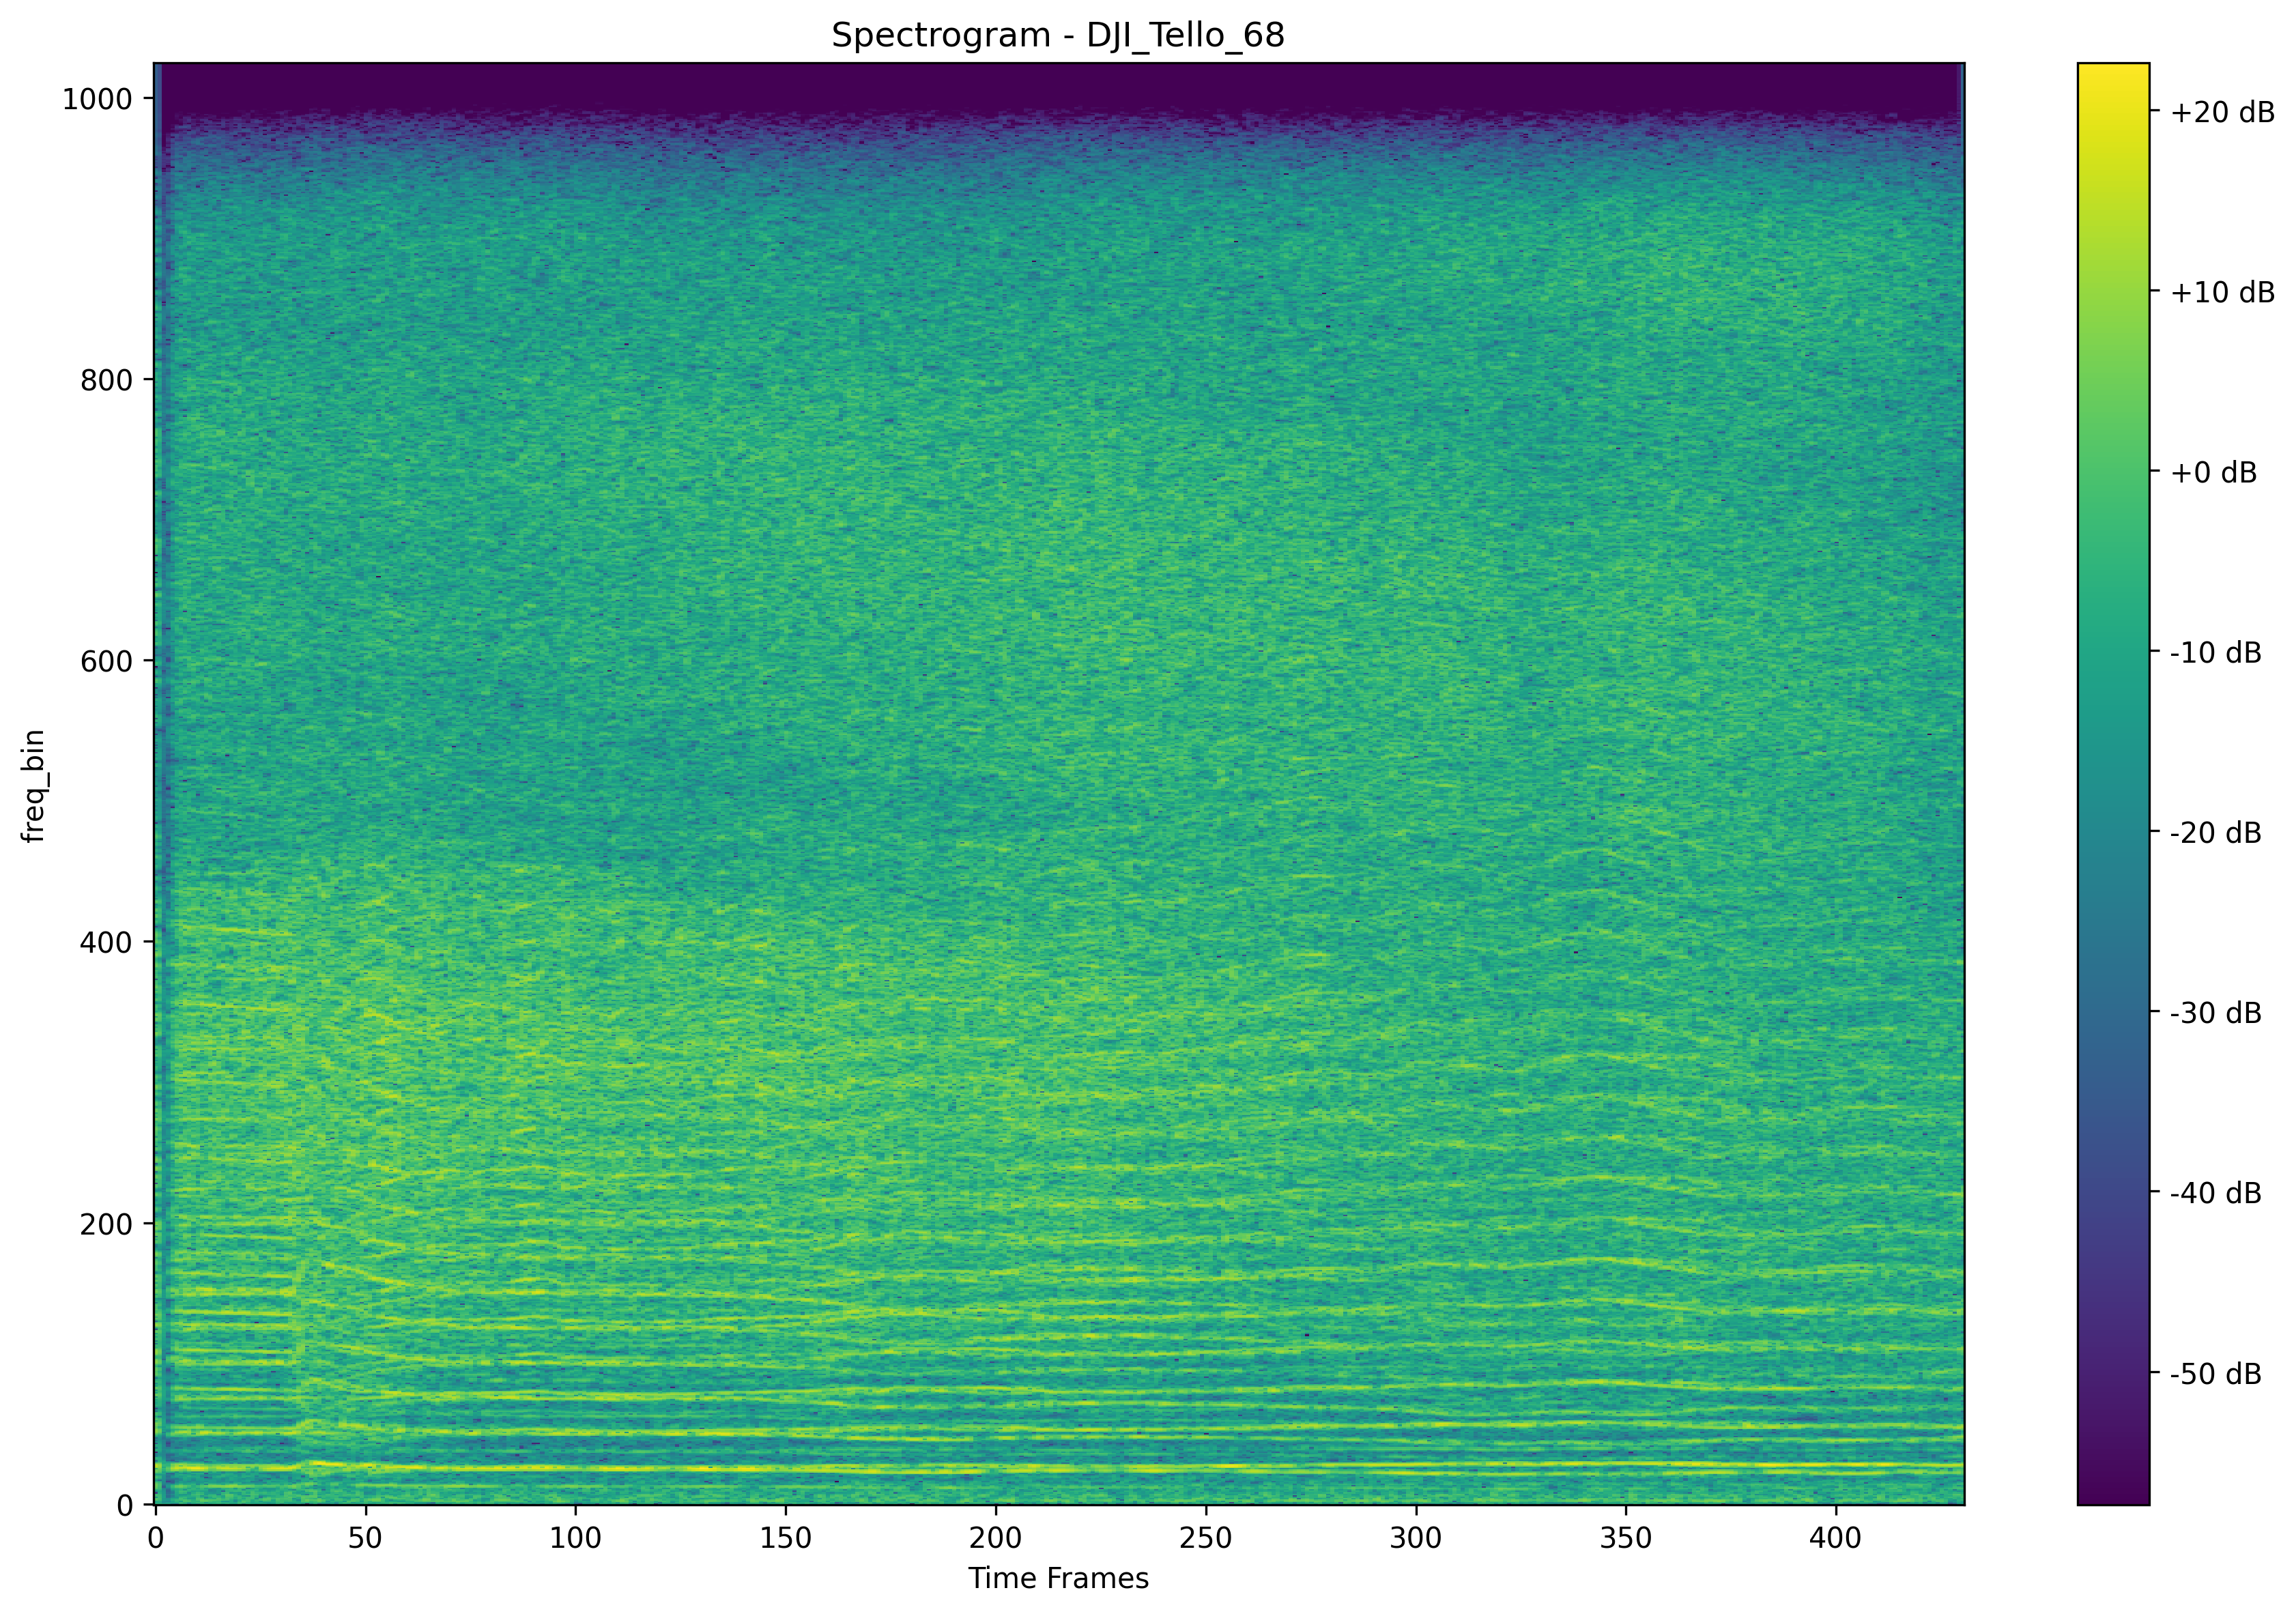 Spectrogram - DJI_Tello_68
1000
800
600
400
200
0
freq_bin
0 50 100 150 200 250 300 350 400
Time Frames
+20 dB
+10 dB
+0 dB
-10 dB
-20 dB
-30 dB
-40 dB
-50 dB